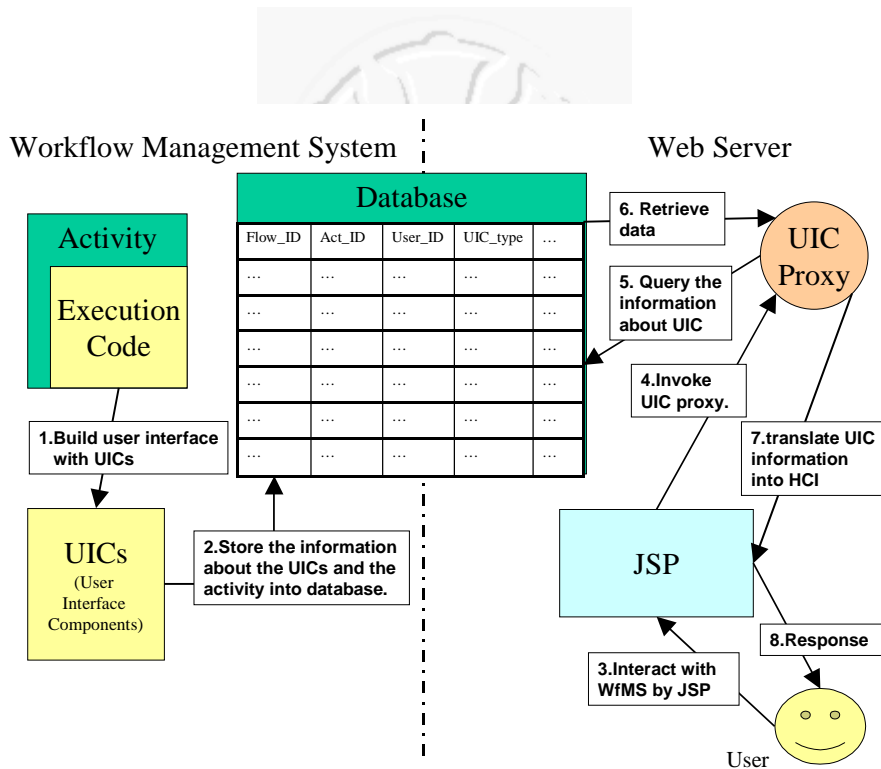 Workflow Management System
Web Server
Database
Flow_ID Act_ID User_ID UIC_type …
… … … … …
… … … … …
… … … … …
… … … … …
… … … … …
… … … … …
… … … … …
Activity
Execution
Code
1.Build user interface
with UICs
UICs
(User
Interface
Components)
2.Store the information
about the UICs and the
activity into database.
6. Retrieve
data
UIC
Proxy
5. Query the
information
about UIC
4.Invoke
UIC proxy.
7.translate UIC
information
into HCI
JSP
8.Response
3.Interact with
WfMS by JSP
User